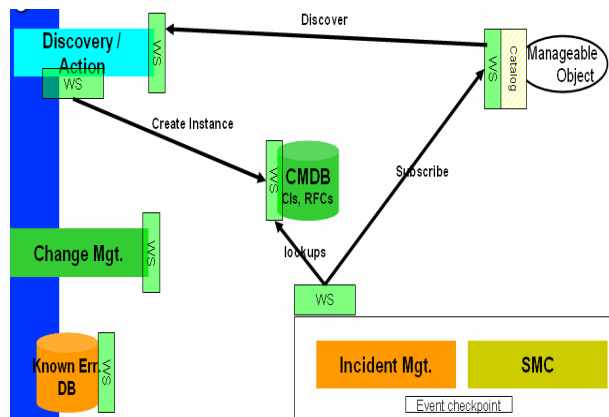 Discover
Discovery /
Action
WS
WS
WS
Catalog
Manageable
Object
Create Instance
WS
CMDB
CIs, RFCs
Subscribe
lookups
Change Mgt.
WS
WS
Known Err.
DB
WS
Incident Mgt.
SMC
Event checkpoint